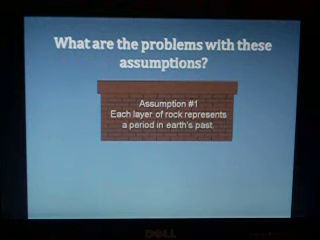 What are the problems with these
assumptions?
Assumption #1
Each layer of rock represents
a period in earth's past.
DELL